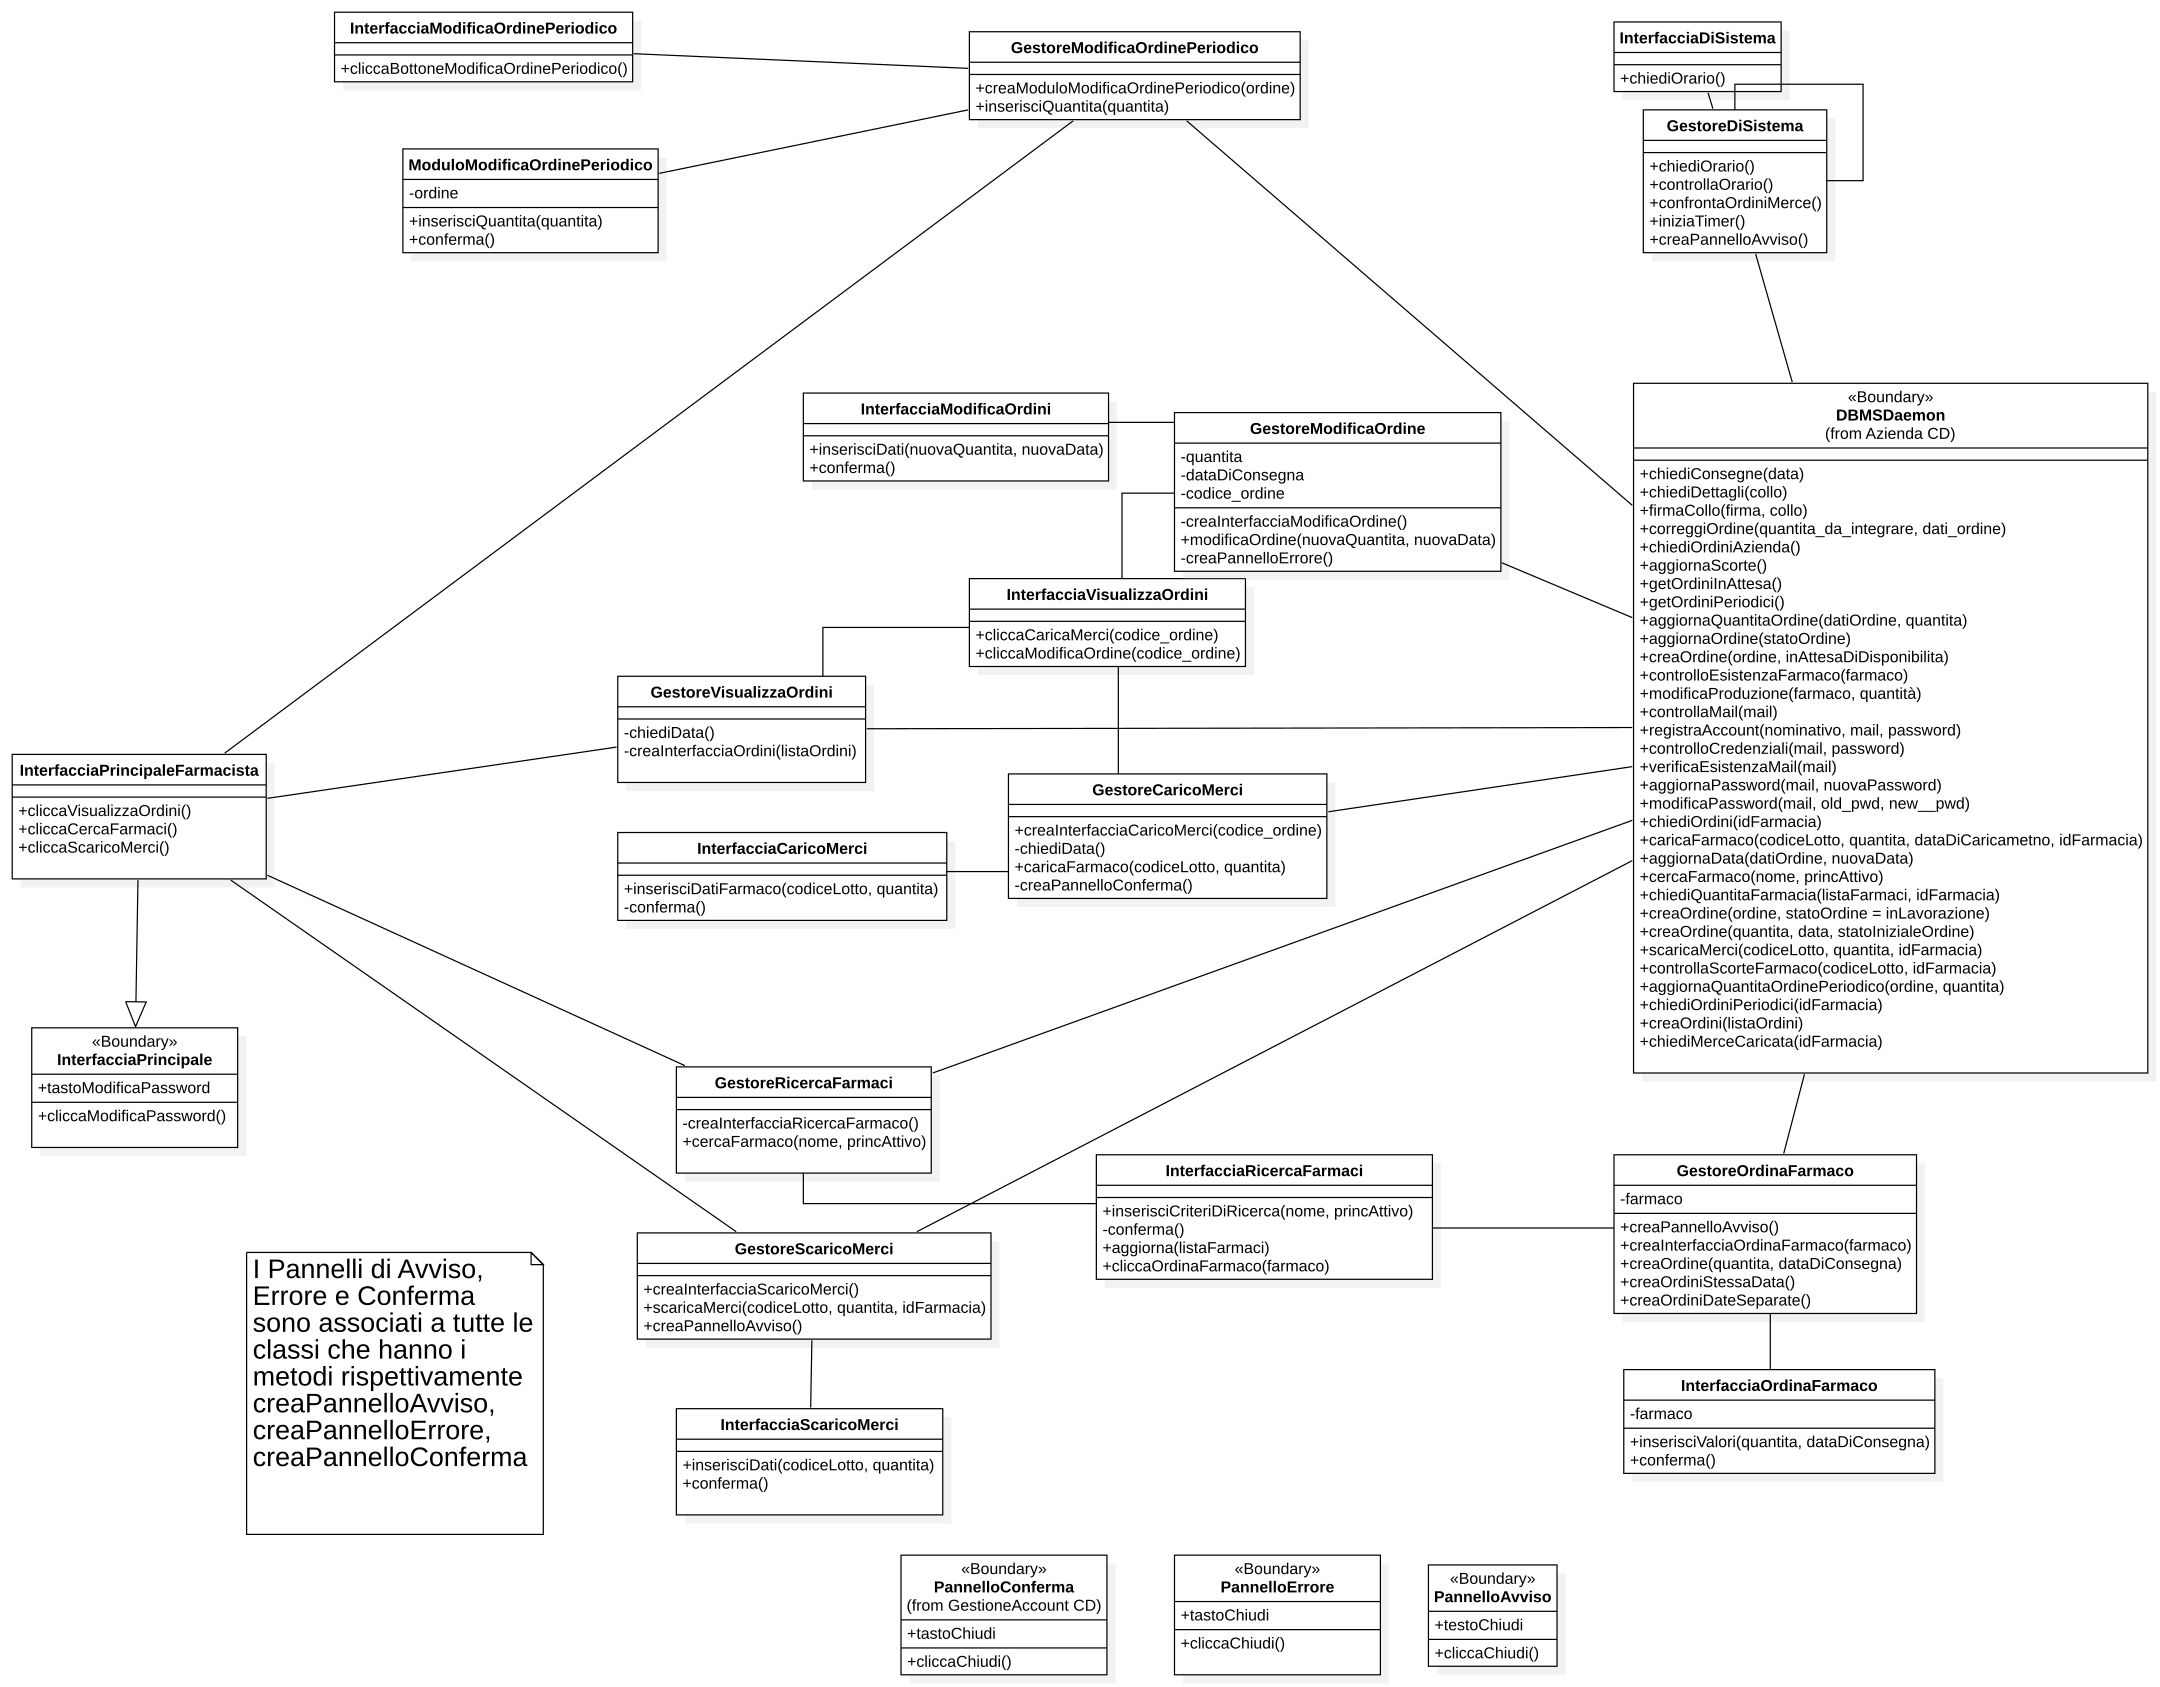 InterfacciaModificaOrdinePeriodico
+cliccaBottoneModificaOrdinePeriodico()
GestoreModificaOrdinePeriodico
+creaModuloModificaOrdinePeriodico(ordine)
+inserisciQuantita(quantita)
InterfacciaDiSistema
+chiediOrario()
GestoreDiSistema
+chiediOrario()
+controllaOrario()
+confrontaOrdiniMerce()
+iniziaTimer()
+creaPannelloAvviso()
ModuloModificaOrdinePeriodico
-ordine
+inserisciQuantita(quantita)
+conferma()
InterfacciaModificaOrdini
+inserisciDati(nuovaQuantita, nuovaData)
+conferma()
GestoreModificaOrdine
-quantita
-dataDiConsegna
-codice_ordine
-creaInterfacciaModificaOrdine()
+modificaOrdine(nuovaQuantita, nuovaData)
-creaPannelloErrore()
«Boundary»
DBMSDaemon
(from Azienda CD)
+chiediConsegne(data)
+chiediDettagli(collo)
+firmaCollo(firma, collo)
+correggiOrdine(quantita_da_integrare, dati_ordine)
+chiediOrdiniAzienda()
+aggiornaScorte()
+getOrdiniInAttesa()
+getOrdiniPeriodici()
+aggiornaQuantitaOrdine(datiOrdine, quantita)
+aggiornaOrdine(statoOrdine)
+creaOrdine(ordine, inAttesaDiDisponibilita)
+controlloEsistenzaFarmaco(farmaco)
+modificaProduzione(farmaco, quantità)
+controllaMail(mail)
+registraAccount(nominativo, mail, password)
+controlloCredenziali(mail, password)
+verificaEsistenzaMail(mail)
+aggiornaPassword(mail, nuovaPassword)
+modificaPassword(mail, old_pwd, new__pwd)
+chiediOrdini(idFarmacia)
+caricaFarmaco(codiceLotto, quantita, dataDiCaricametno, idFarmacia)
+aggiornaData(datiOrdine, nuovaData)
+cercaFarmaco(nome, princAttivo)
+chiediQuantitaFarmacia(listaFarmaci, idFarmacia)
+creaOrdine(ordine, statoOrdine = inLavorazione)
+creaOrdine(quantita, data, statoInizialeOrdine)
+scaricaMerci(codiceLotto, quantita, idFarmacia)
+controllaScorteFarmaco(codiceLotto, idFarmacia)
+aggiornaQuantitaOrdinePeriodico(ordine, quantita)
+chiediOrdiniPeriodici(idFarmacia)
+creaOrdini(listaOrdini)
+chiediMerceCaricata(idFarmacia)
InterfacciaVisualizzaOrdini
+cliccaCaricaMerci(codice_ordine)
+cliccaModificaOrdine(codice_ordine)
GestoreVisualizzaOrdini
-chiediData()
-creaInterfacciaOrdini(listaOrdini)
InterfacciaPrincipaleFarmacista
+cliccaVisualizzaOrdini()
+cliccaCercaFarmaci()
+cliccaScaricoMerci()
GestoreCaricoMerci
+creaInterfacciaCaricoMerci(codice_ordine)
-chiediData()
+caricaFarmaco(codiceLotto, quantita)
-creaPannelloConferma()
InterfacciaCaricoMerci
+inserisciDatiFarmaco(codiceLotto, quantita)
-conferma()
«Boundary»
InterfacciaPrincipale
+tastoModificaPassword
+cliccaModificaPassword()
GestoreRicercaFarmaci
-creaInterfacciaRicercaFarmaco()
+cercaFarmaco(nome, princAttivo)
InterfacciaRicercaFarmaci
+inserisciCriteriDiRicerca(nome, princAttivo)
-conferma()
+aggiorna(listaFarmaci)
+cliccaOrdinaFarmaco(farmaco)
GestoreOrdinaFarmaco
-farmaco
+creaPannelloAvviso()
+creaInterfacciaOrdinaFarmaco(farmaco)
+creaOrdine(quantita, dataDiConsegna)
+creaOrdiniStessaData()
+creaOrdiniDateSeparate()
GestoreScaricoMerci
+creaInterfacciaScaricoMerci()
+scaricaMerci(codiceLotto, quantita, idFarmacia)
+creaPannelloAvviso()
I Pannelli di Avviso,
Errore e Conferma
sono associati a tutte le
classi che hanno i
metodi rispettivamente
creaPannelloAvviso,
creaPannelloErrore,
creaPannelloConferma
InterfacciaOrdinaFarmaco
-farmaco
+inserisciValori(quantita, dataDiConsegna)
+conferma()
InterfacciaScaricoMerci
+inserisciDati(codiceLotto, quantita)
+conferma()
«Boundary»
PannelloConferma
(from GestioneAccount CD)
+tastoChiudi
+cliccaChiudi()
«Boundary»
PannelloErrore
+tastoChiudi
+cliccaChiudi()
«Boundary»
PannelloAvviso
+testoChiudi
+cliccaChiudi()